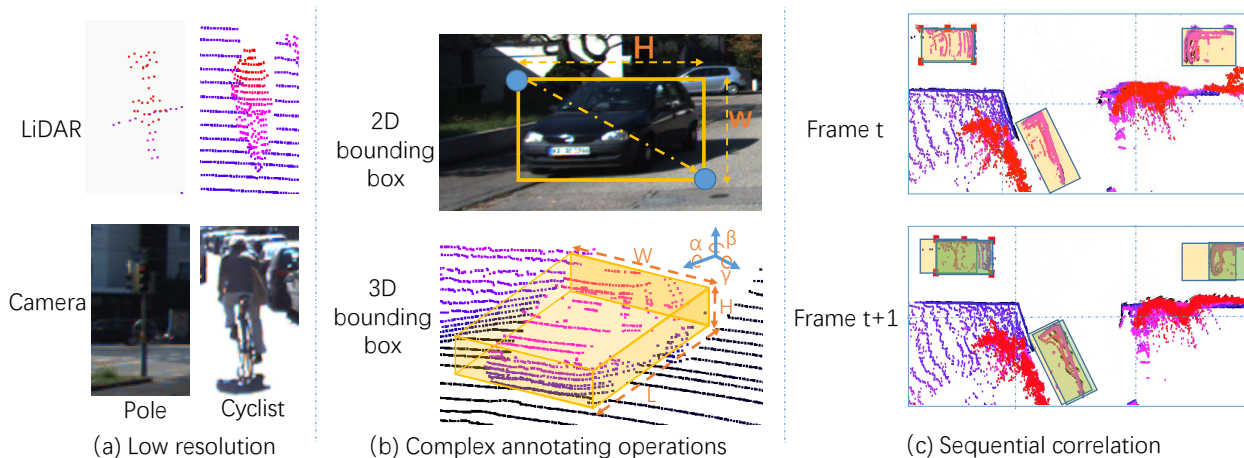 LiDAR
Camera
Pole
Cyclist
(a) Low resolution
2D
bounding
box
H
W
3D
bounding
box
W
H
L
α
β
γ
(b) Complex annotating operations
Frame t
Frame t+1
(c) Sequential correlation